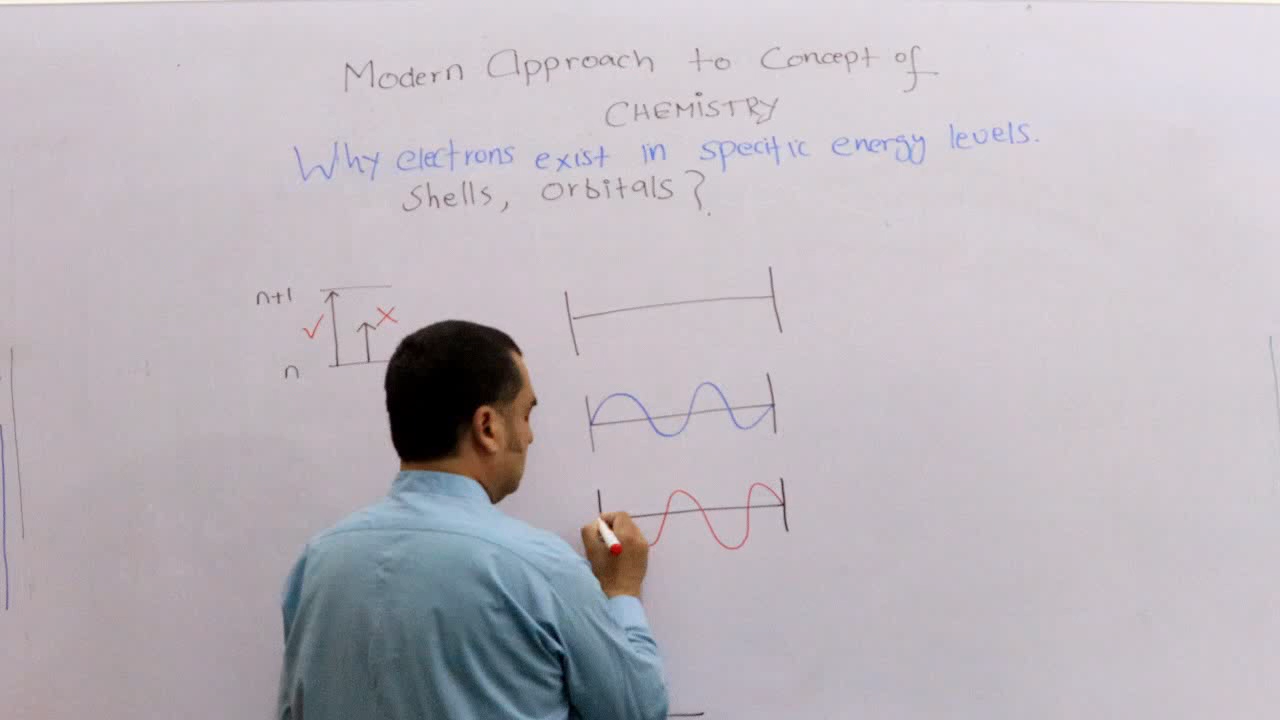 Modern Approach to Concept of
CHEMISTRY
Why electrons exist in specific energy levels.
Shells, Orbitals?
n+1
n